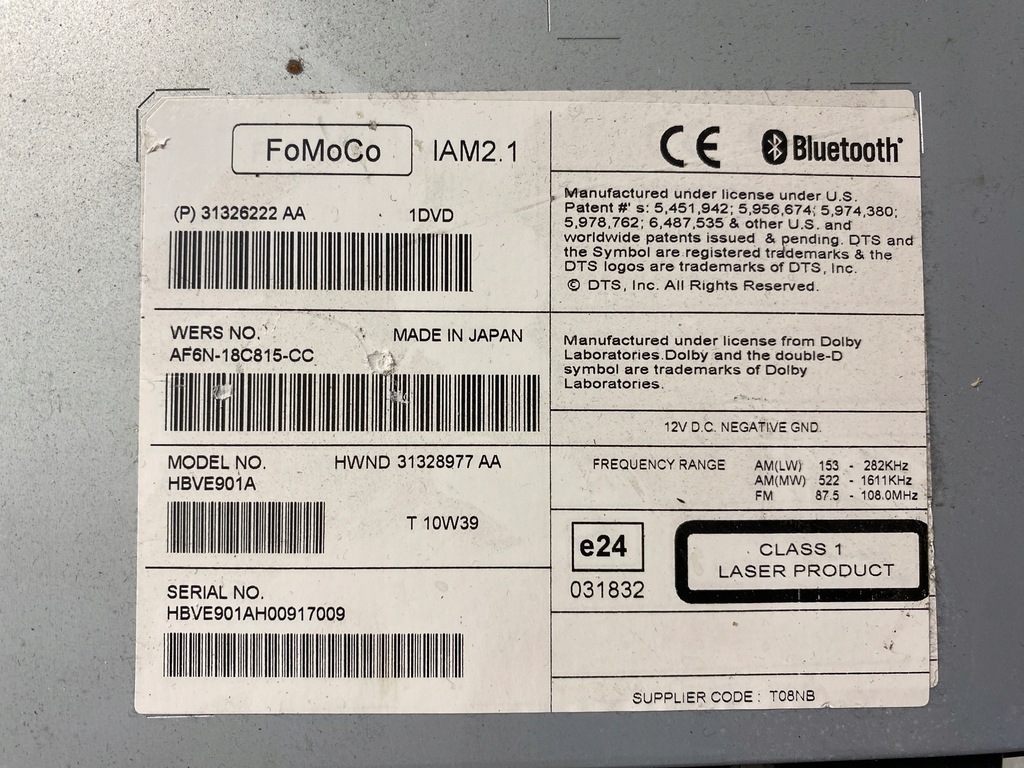 FoMoCo IAM2.1
(P) 31326222 AA 1DVD
WERS NO. MADE IN JAPAN
AF6N-18C815-CC
MODEL NO. HWND 31328977 AA
HBVE901A
T 10W39
SERIAL NO.
HBVE901AH00917009
CE Bluetooth
Manufactured under license under U.S.
Patent #' s: 5,451,942; 5,956,674; 5,974,380;
5,978,762; 6,487,535 & other U.S. and
worldwide patents issued & pending. DTS and
the Symbol are registered trademarks & the
DTS logos are trademarks of DTS, Inc.
© DTS, Inc. All Rights Reserved.
Manufactured under license from Dolby
Laboratories.Dolby and the double-D
symbol are trademarks of Dolby
Laboratories.
12V D.C. NEGATIVE GND.
FREQUENCY RANGE AM(LW) 153 - 282KHz
AM(MW) 522 - 1611KHz
FM 87.5 - 108.0MHz
e24
031832
CLASS 1
LASER PRODUCT
SUPPLIER CODE : T08NB